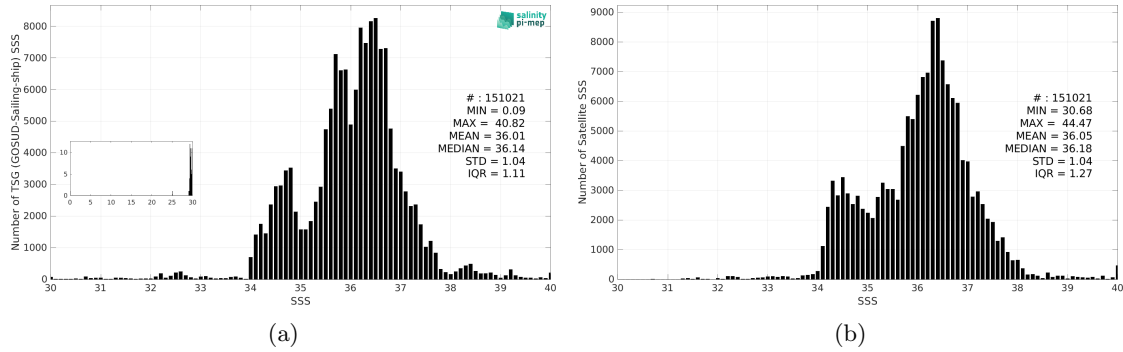 salinity
pi-mep
Number of TSG (GOSUD-Sailing-ship) SSS
8000
7000
6000
5000
4000
3000
2000
1000
0
# : 151021
MIN = 0.09
MAX = 40.82
MEAN = 36.01
MEDIAN = 36.14
STD = 1.04
IQR = 1.11
10
5
0
0 5 10 15 20 25 30
30 31 32 33 34 35 36 37 38 39 40
SSS
(a)
Number of Satellite SSS
9000
8000
7000
6000
5000
4000
3000
2000
1000
0
# : 151021
MIN = 30.68
MAX = 44.47
MEAN = 36.05
MEDIAN = 36.18
STD = 1.04
IQR = 1.27
30 31 32 33 34 35 36 37 38 39 40
SSS
(b)